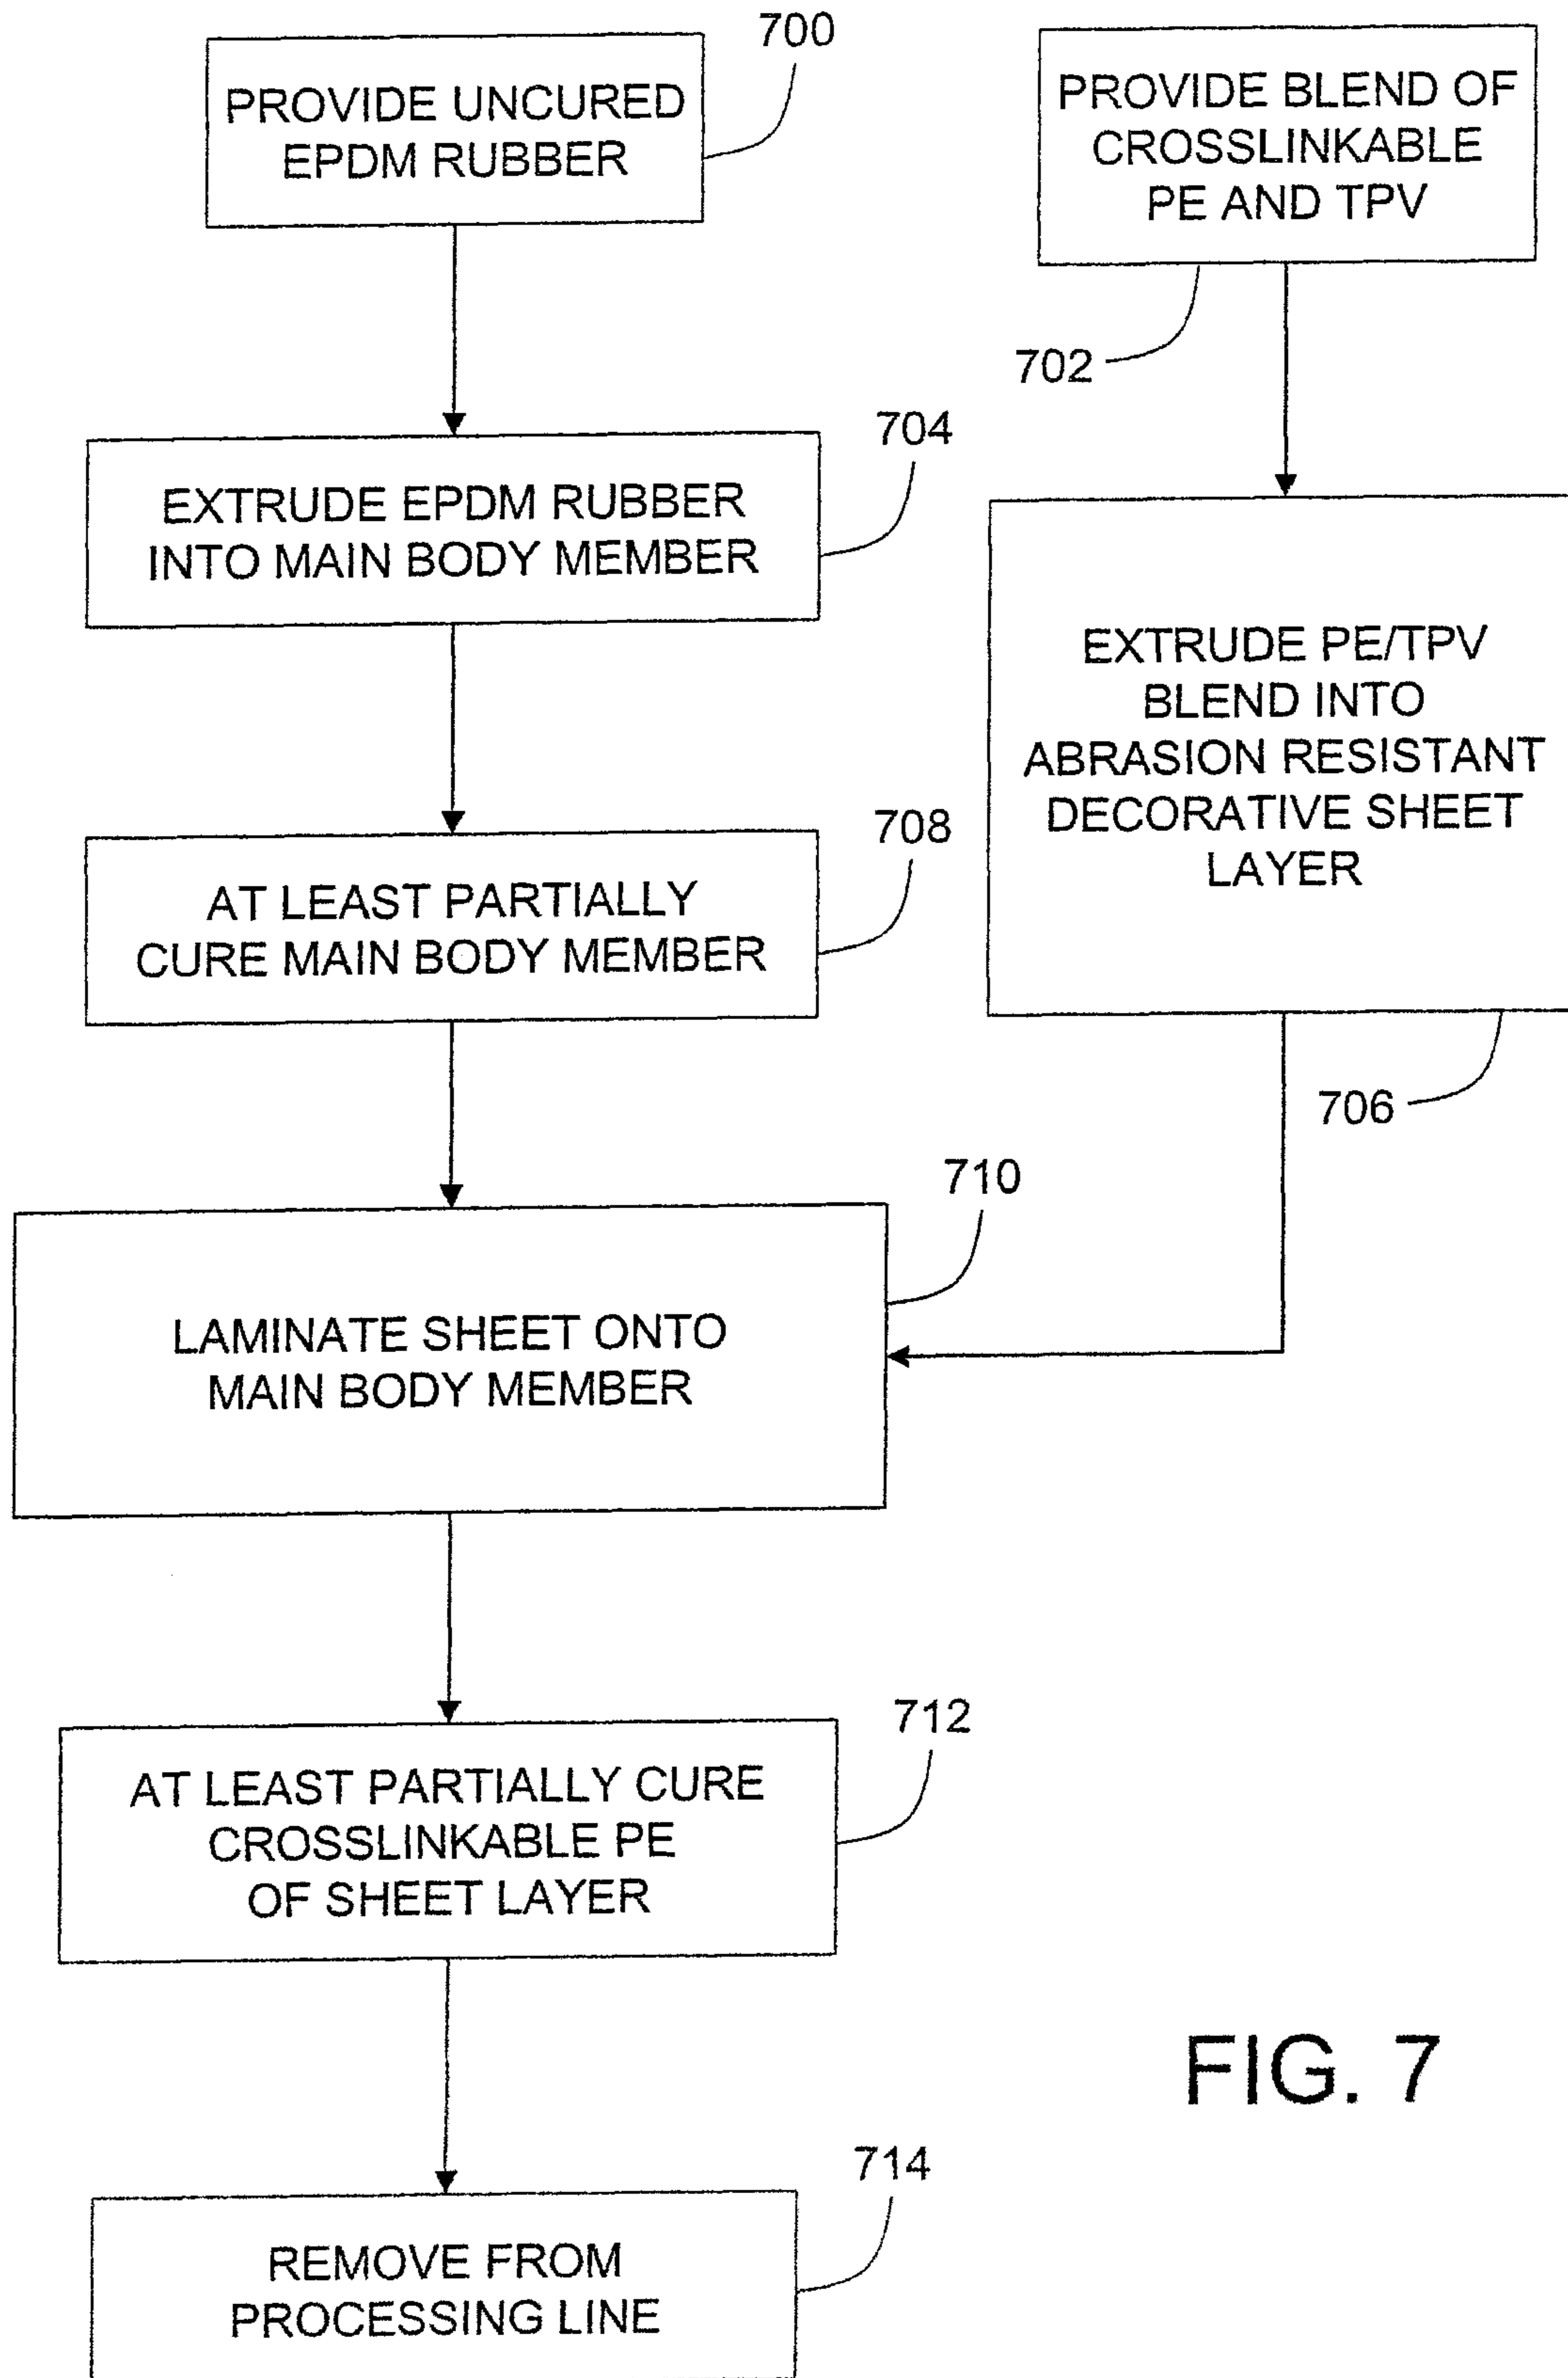 700
PROVIDE UNCURED
EPDM RUBBER
PROVIDE BLEND OF
CROSSLINKABLE
PE AND TPV
702
704
EXTRUDE EPDM RUBBER
INTO MAIN BODY MEMBER
EXTRUDE PE/TPV
BLEND INTO
ABRASION RESISTANT
DECORATIVE SHEET
LAYER
706
708
AT LEAST PARTIALLY
CURE MAIN BODY MEMBER
710
LAMINATE SHEET ONTO
MAIN BODY MEMBER
712
AT LEAST PARTIALLY CURE
CROSSLINKABLE PE
OF SHEET LAYER
714
REMOVE FROM
PROCESSING LINE
FIG. 7